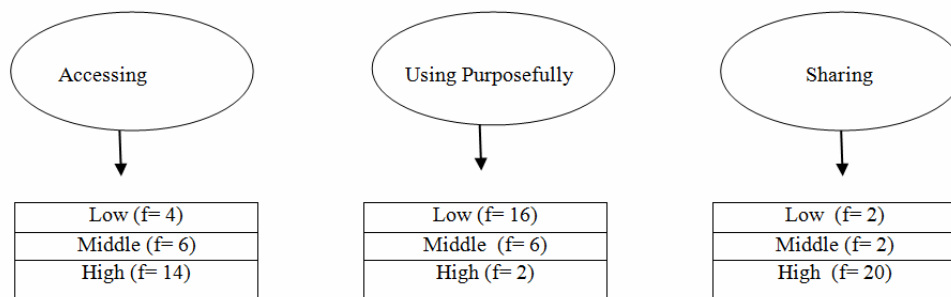 Accessing
Using Purposefully
Sharing
Low (f= 4)
Middle (f= 6)
High (f= 14)
Low (f= 16)
Middle (f= 6)
High (f= 2)
Low (f= 2)
Middle (f= 2)
High (f= 20)